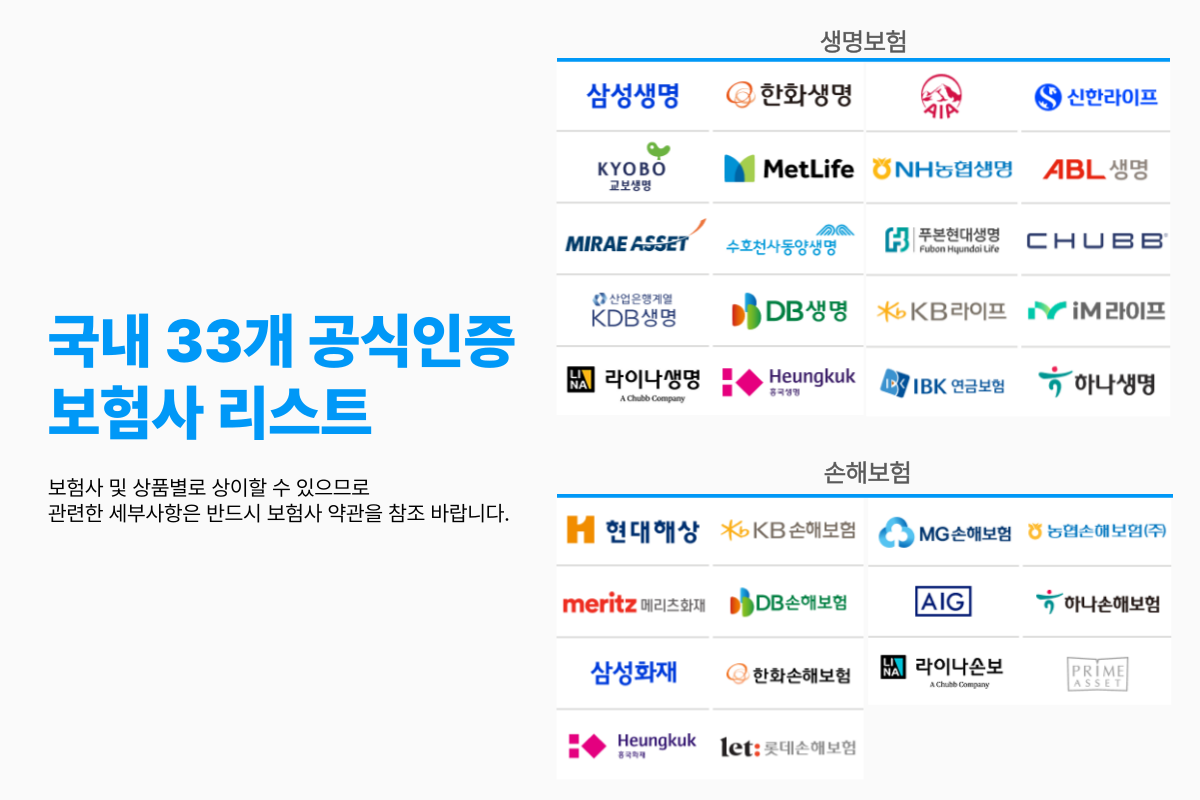 국내 33개 공식인증
보험사 리스트
보험사 및 상품별로 상이할 수 있으므로
관련한 세부사항은 반드시 보험사 약관을 참조 바랍니다.
생명보험
삼성생명
한화생명
AIA
신한라이프
KYOBO
교보생명
MetLife
NH농협생명
ABL 생명
MIRAE ASSET
수호천사동양생명
푸본현대생명
Fubon Hyundai Life
CHUBB®
산업은행계열
KDB생명
DB생명
KB라이프
iM라이프
LINA
라이나생명
A Chubb Company
Heungkuk
흥국생명
IBK 연금보험
하나생명
손해보험
H 현대해상
KB손해보험
MG손해보험
농협손해보험(주)
meritz 메리츠화재
DB손해보험
AIG
하나손해보험
삼성화재
한화손해보험
LINA
라이나손보
A Chubb Company
PRIME
ASSET
Heungkuk
흥국화재
let: 롯데손해보험